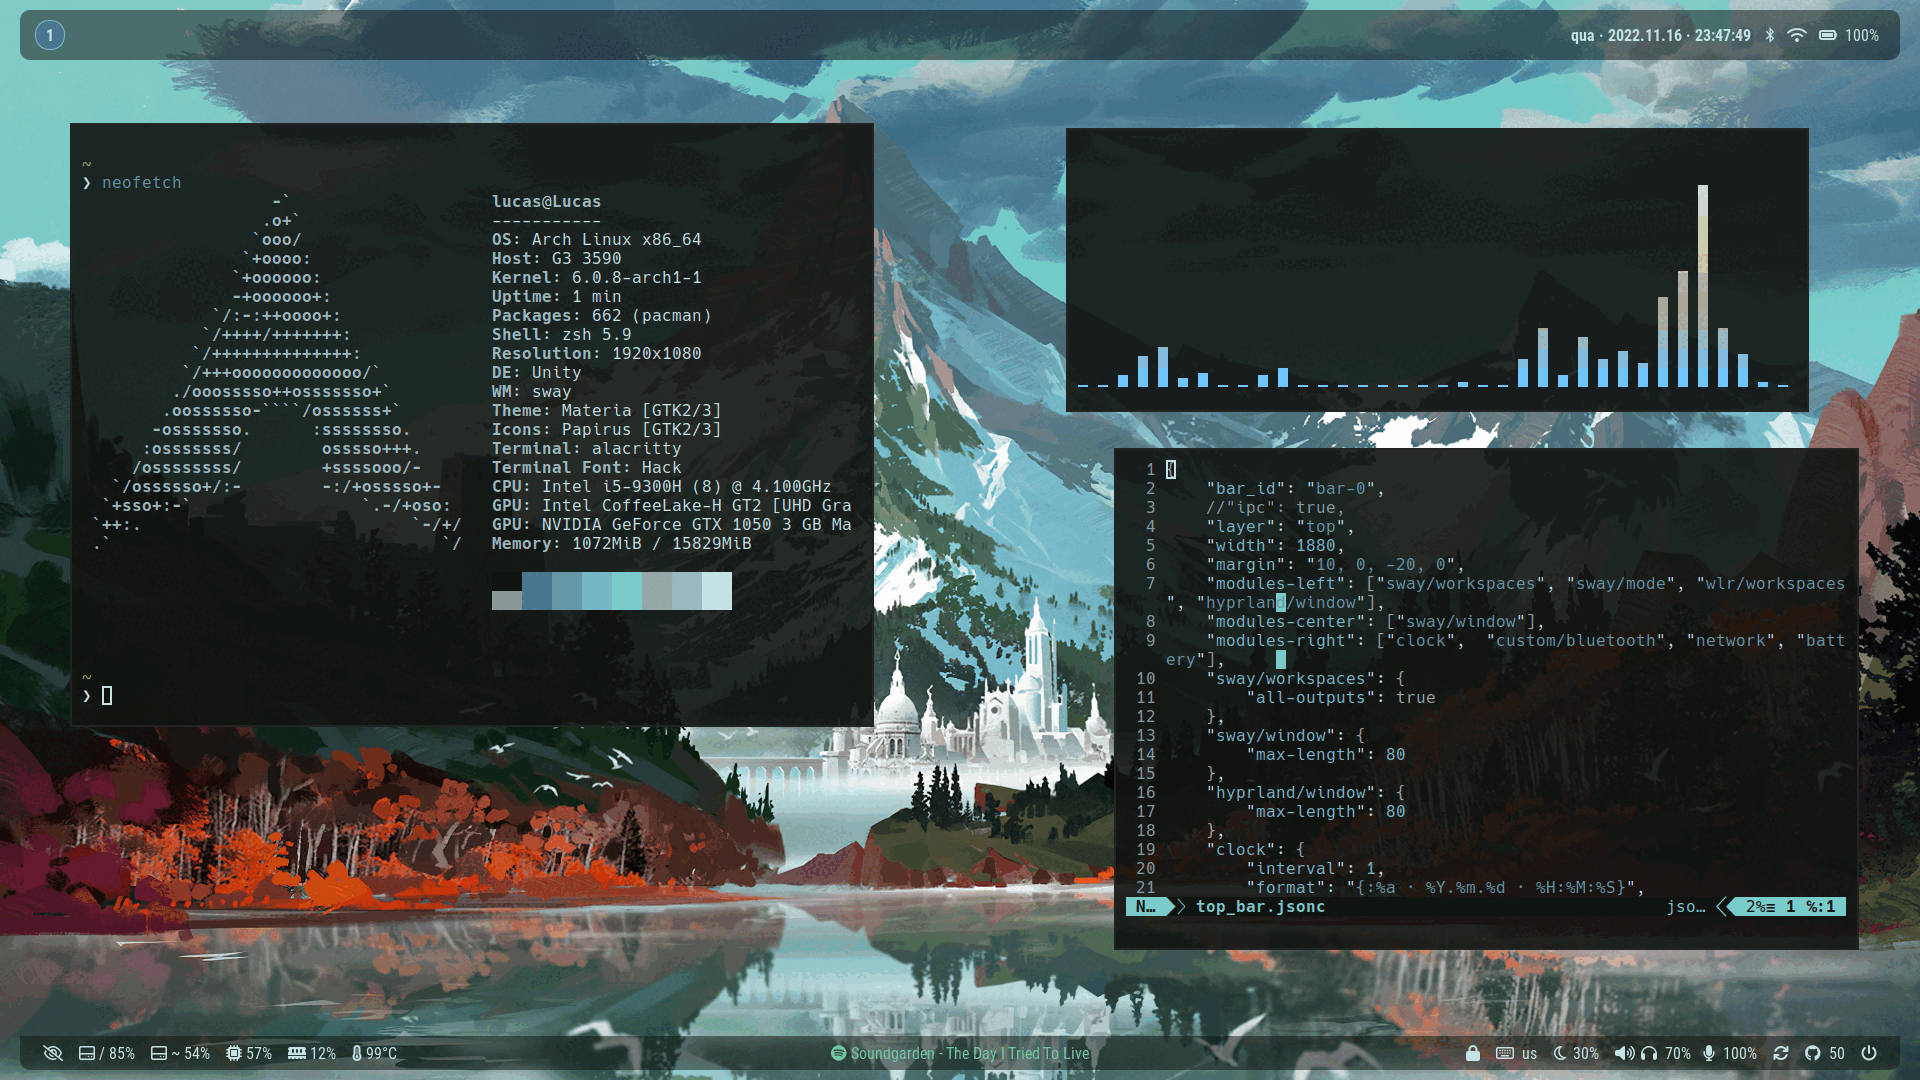 1
qua · 2022.11.16 · 23:47:49 100%
~
❯ neofetch
-`
.o+`
`ooo/
`+oooo:
`+oooooo:
-+oooooo+:
`/:-:++oooo+:
`/++++/+++++++:
`/++++++++++++++:
`/+++ooooooooooooo/`
./ooosssso++osssssso+`
.oossssso-````/ossssss+`
-osssssso. :ssssssso.
:osssssss/ osssso+++.
/ossssssss/ +ssssooo/-
`/ossssso+/:- -:/+osssso+-
`+sso+:-` `.-/+oso:
`++:. `-/+/
.` `/
lucas@Lucas
-----------
OS: Arch Linux x86_64
Host: G3 3590
Kernel: 6.0.8-arch1-1
Uptime: 1 min
Packages: 662 (pacman)
Shell: zsh 5.9
Resolution: 1920x1080
DE: Unity
WM: sway
Theme: Materia [GTK2/3]
Icons: Papirus [GTK2/3]
Terminal: alacritty
Terminal Font: Hack
CPU: Intel i5-9300H (8) @ 4.100GHz
GPU: Intel CoffeeLake-H GT2 [UHD Gra
GPU: NVIDIA GeForce GTX 1050 3 GB Ma
Memory: 1072MiB / 15829MiB
~
❯
1 {
2 "bar_id": "bar-0",
3 //"ipc": true,
4 "layer": "top",
5 "width": 1880,
6 "margin": "10, 0, -20, 0",
7 "modules-left": ["sway/workspaces", "sway/mode", "wlr/workspaces
", "hyprland/window"],
8 "modules-center": ["sway/window"],
9 "modules-right": ["clock", "custom/bluetooth", "network", "batt
ery"],
10 "sway/workspaces": {
11 "all-outputs": true
12 },
13 "sway/window": {
14 "max-length": 80
15 },
16 "hyprland/window": {
17 "max-length": 80
18 },
19 "clock": {
20 "interval": 1,
21 "format": "{:%a · %Y.%m.%d · %H:%M:%S}",
N… top_bar.jsonc jso… 2%≡ 1 %:1
/ 85% ~ 54% 57% 12% 99°C
Soundgarden - The Day I Tried To Live
us 30% 70% 100% 50